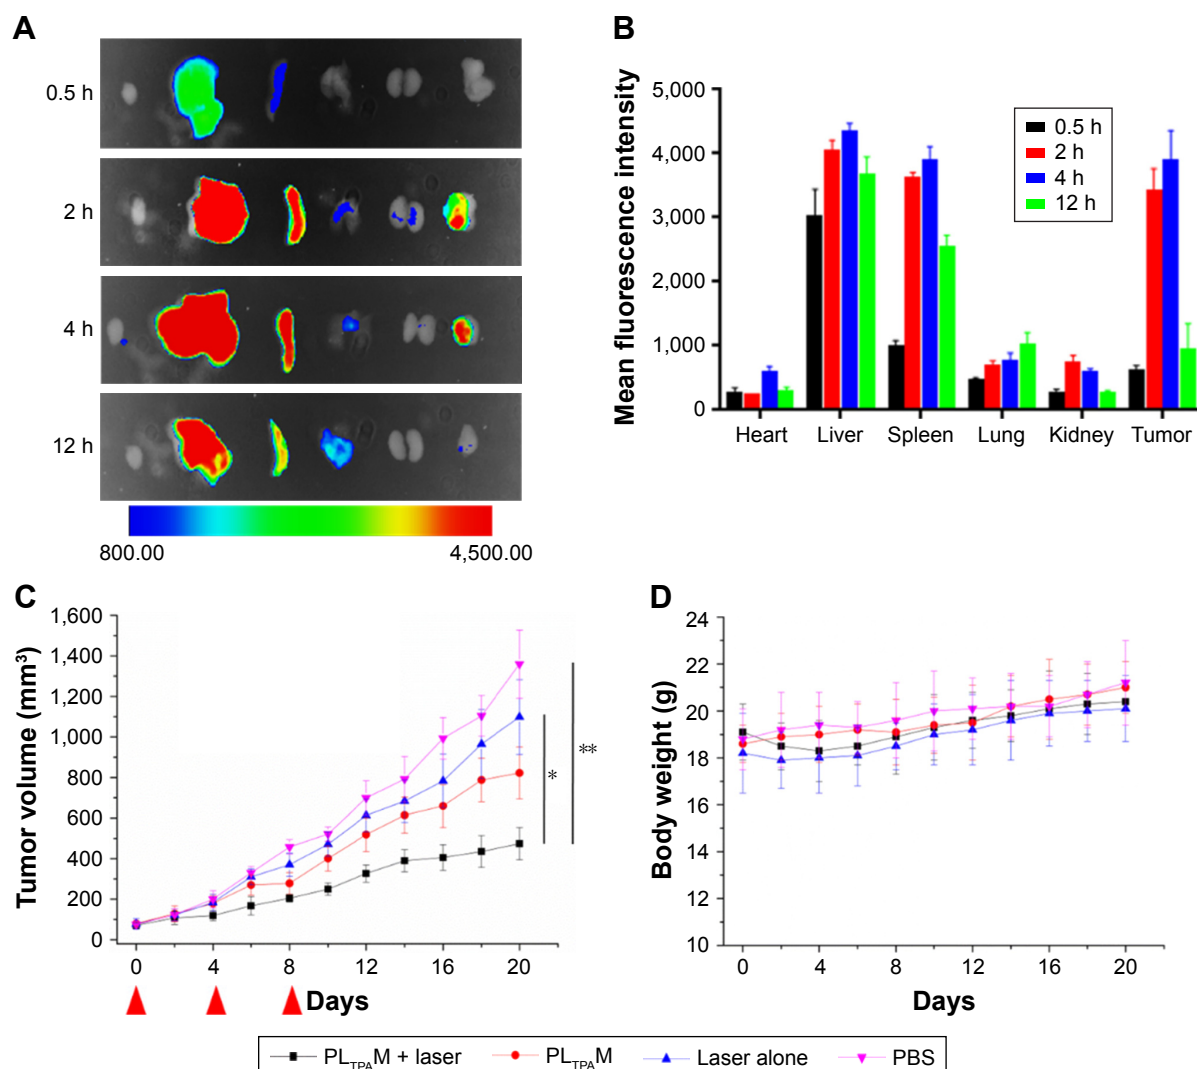 A
0.5 h
2 h
4 h
12 h
800.00 4,500.00
B
Mean fluorescence intensity
5,000
4,000
3,000
2,000
1,000
0
0.5 h
2 h
4 h
12 h
Heart Liver Spleen Lung Kidney Tumor
C
Tumor volume (mm³)
1,600
1,400
1,200
1,000
800
600
400
200
0
**
*
0 4 8 12 16 20
Days
D
Body weight (g)
24
22
20
18
16
14
12
10
0 4 8 12 16 20
Days
PL_TPA M + laser PL_TPA M Laser alone PBS